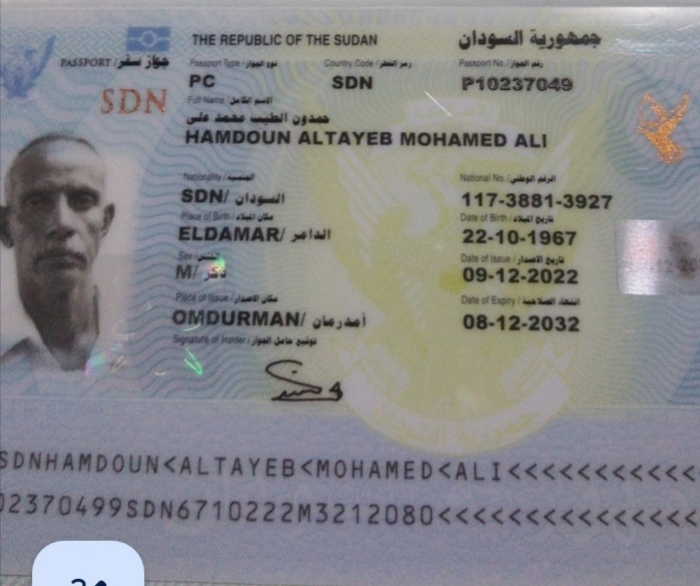 THE REPUBLIC OF THE SUDAN جمهورية السودان
PASSPORT/جواز سفر Passport Type/نوع الجواز Country Code/رمز القطر Passport No./رقم الجواز
PC SDN P10237049
SDN
Full Name/الاسم الكامل
حمدون الطيب محمد على
HAMDOUN ALTAYEB MOHAMED ALI
Nationality/الجنسية National No./الرقم الوطني
SDN/ السودان 117-3881-3927
Place of Birth/مكان الميلاد Date of Birth/تاريخ الميلاد
ELDAMAR/ الدامر 22-10-1967
Sex/ Date of Issue/تاريخ الاصدار
M/ذكر 09-12-2022
Place of Issue/مكان الاصدار Date of Expiry/انتهاء الصلاحية
OMDURMAN/ أمدرمان 08-12-2032
Signature of Holder/توقيع حامل الجواز
جمهورية السودان
SDNHAMDOUN<ALTAYEB<MOHAMED<ALI<<<<<<<<<<<
02370499SDN6710222M3212080<<<<<<<<<<<<<<<